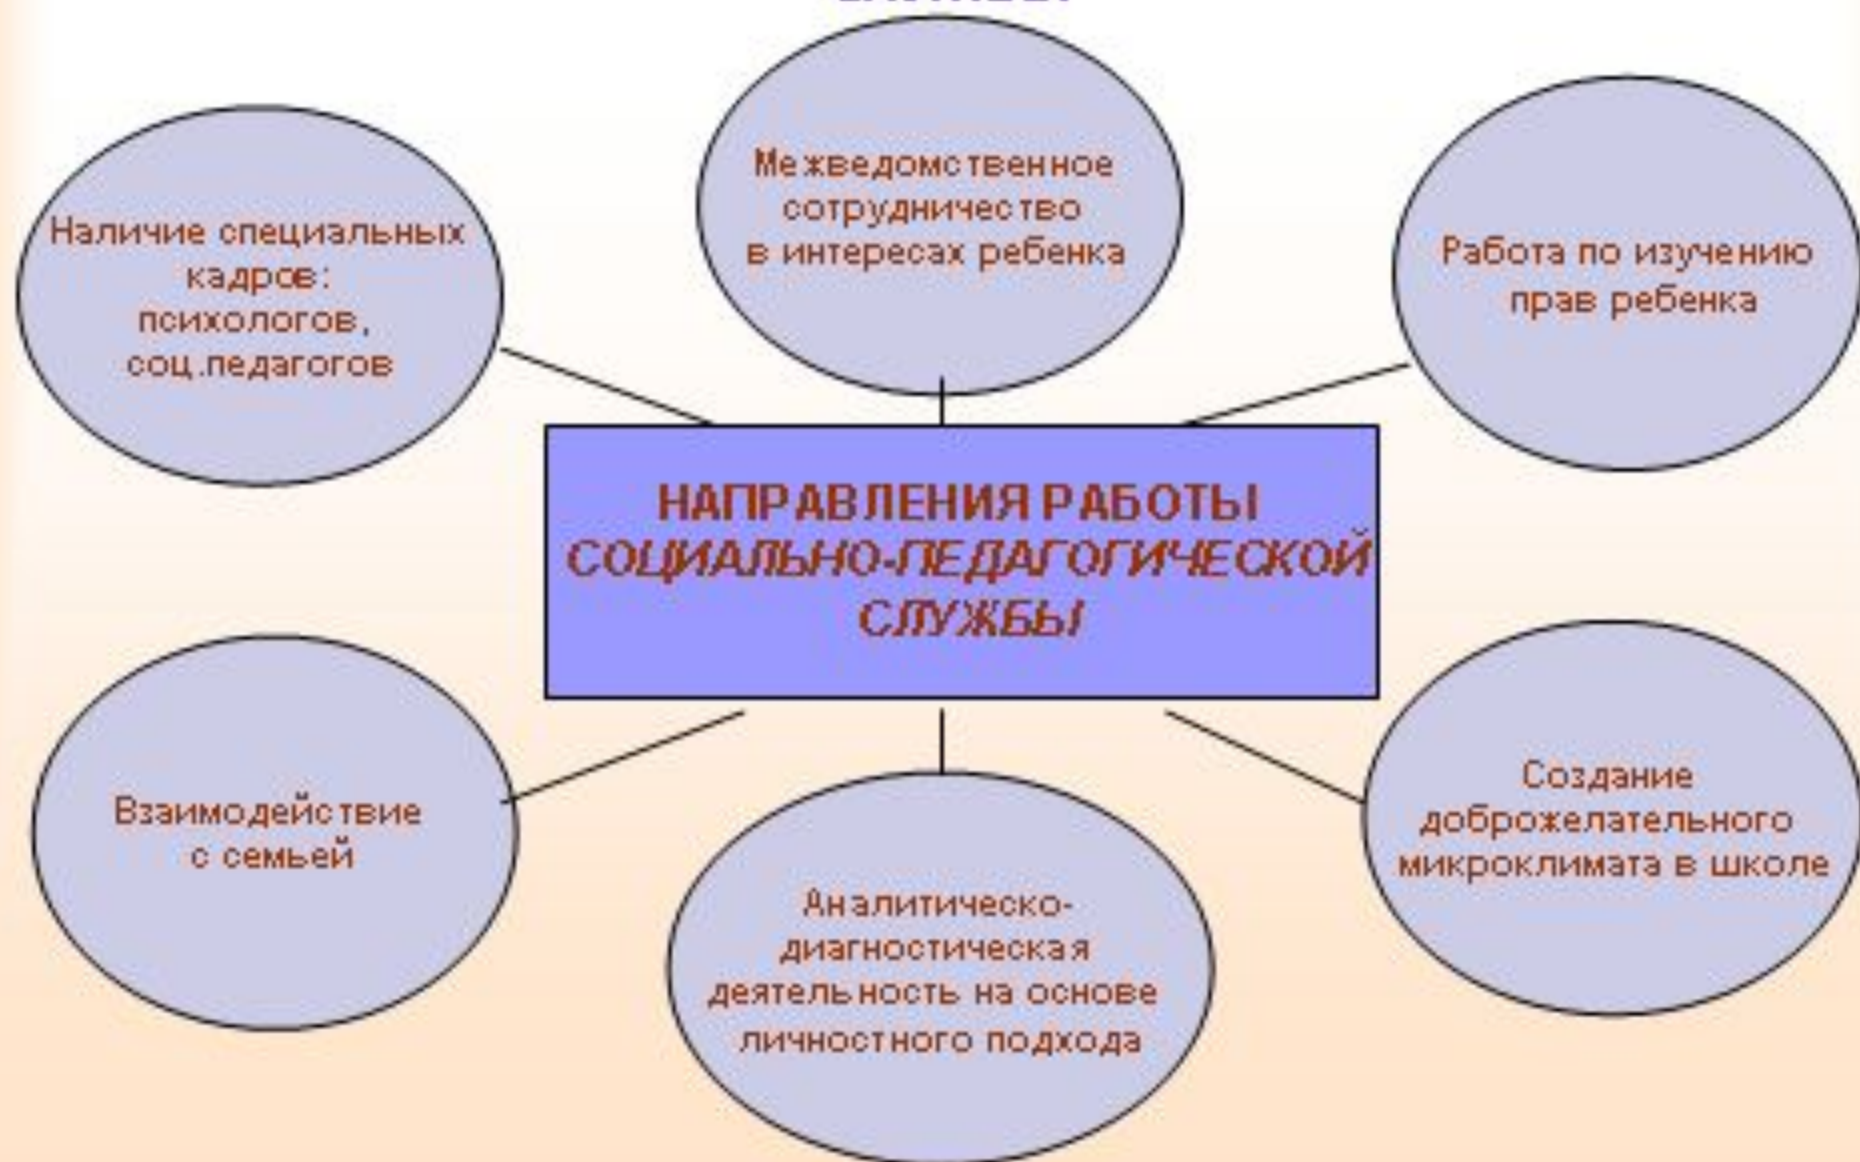 Межведомственное
сотрудничество
в интересах ребенка
Наличие специальных
кадров:
психологов,
соц.педагогов
Работа по изучению
прав ребенка
НАПРАВЛЕНИЯ РАБОТЫ
СОЦИАЛЬНО-ПЕДАГОГИЧЕСКОЙ
СЛУЖБЫ
Взаимодействие
с семьей
Аналитическо-
диагностическая
деятельность на основе
личностного подхода
Создание
доброжелательного
микроклимата в школе